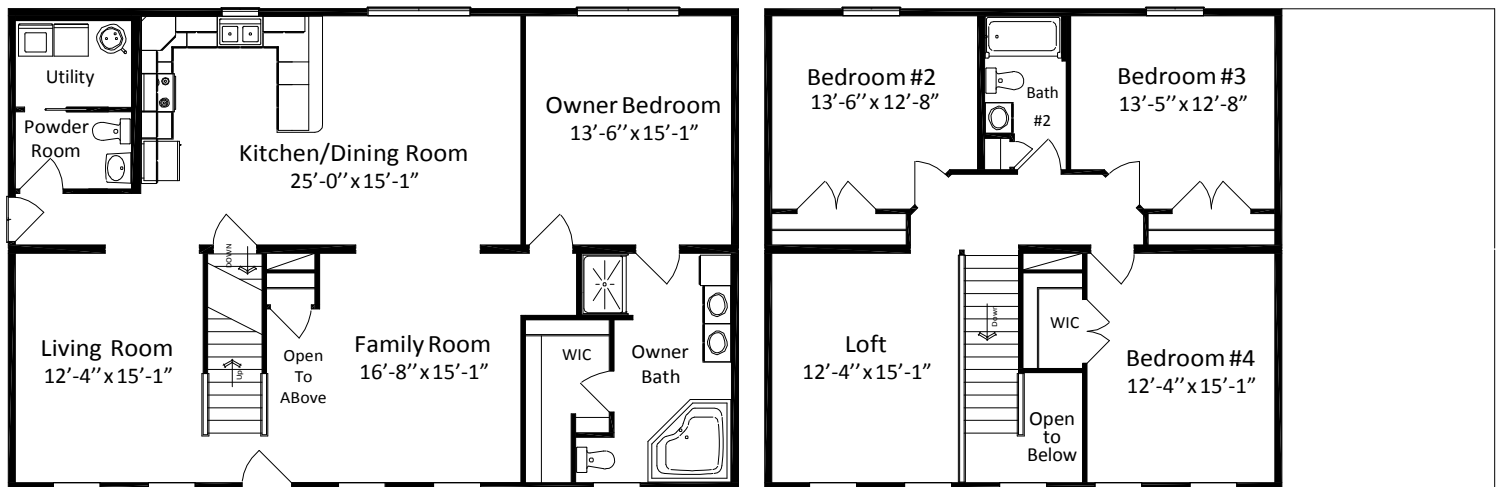 Utility
Powder
Room
Kitchen/Dining Room
25’-0’’ x 15’-1”
Owner Bedroom
13’-6’’ x 15’-1”
DOWN
Living Room
12’-4’’ x 15’-1”
Up
Open
To
ABove
Family Room
16’-8’’ x 15’-1”
WIC
Owner
Bath
Bedroom #2
13’-6’’ x 12’-8”
Bath
#2
Bedroom #3
13’-5’’ x 12’-8”
Loft
12’-4’’ x 15’-1”
Down
WIC
Open
to
Below
Bedroom #4
12’-4’’ x 15’-1”